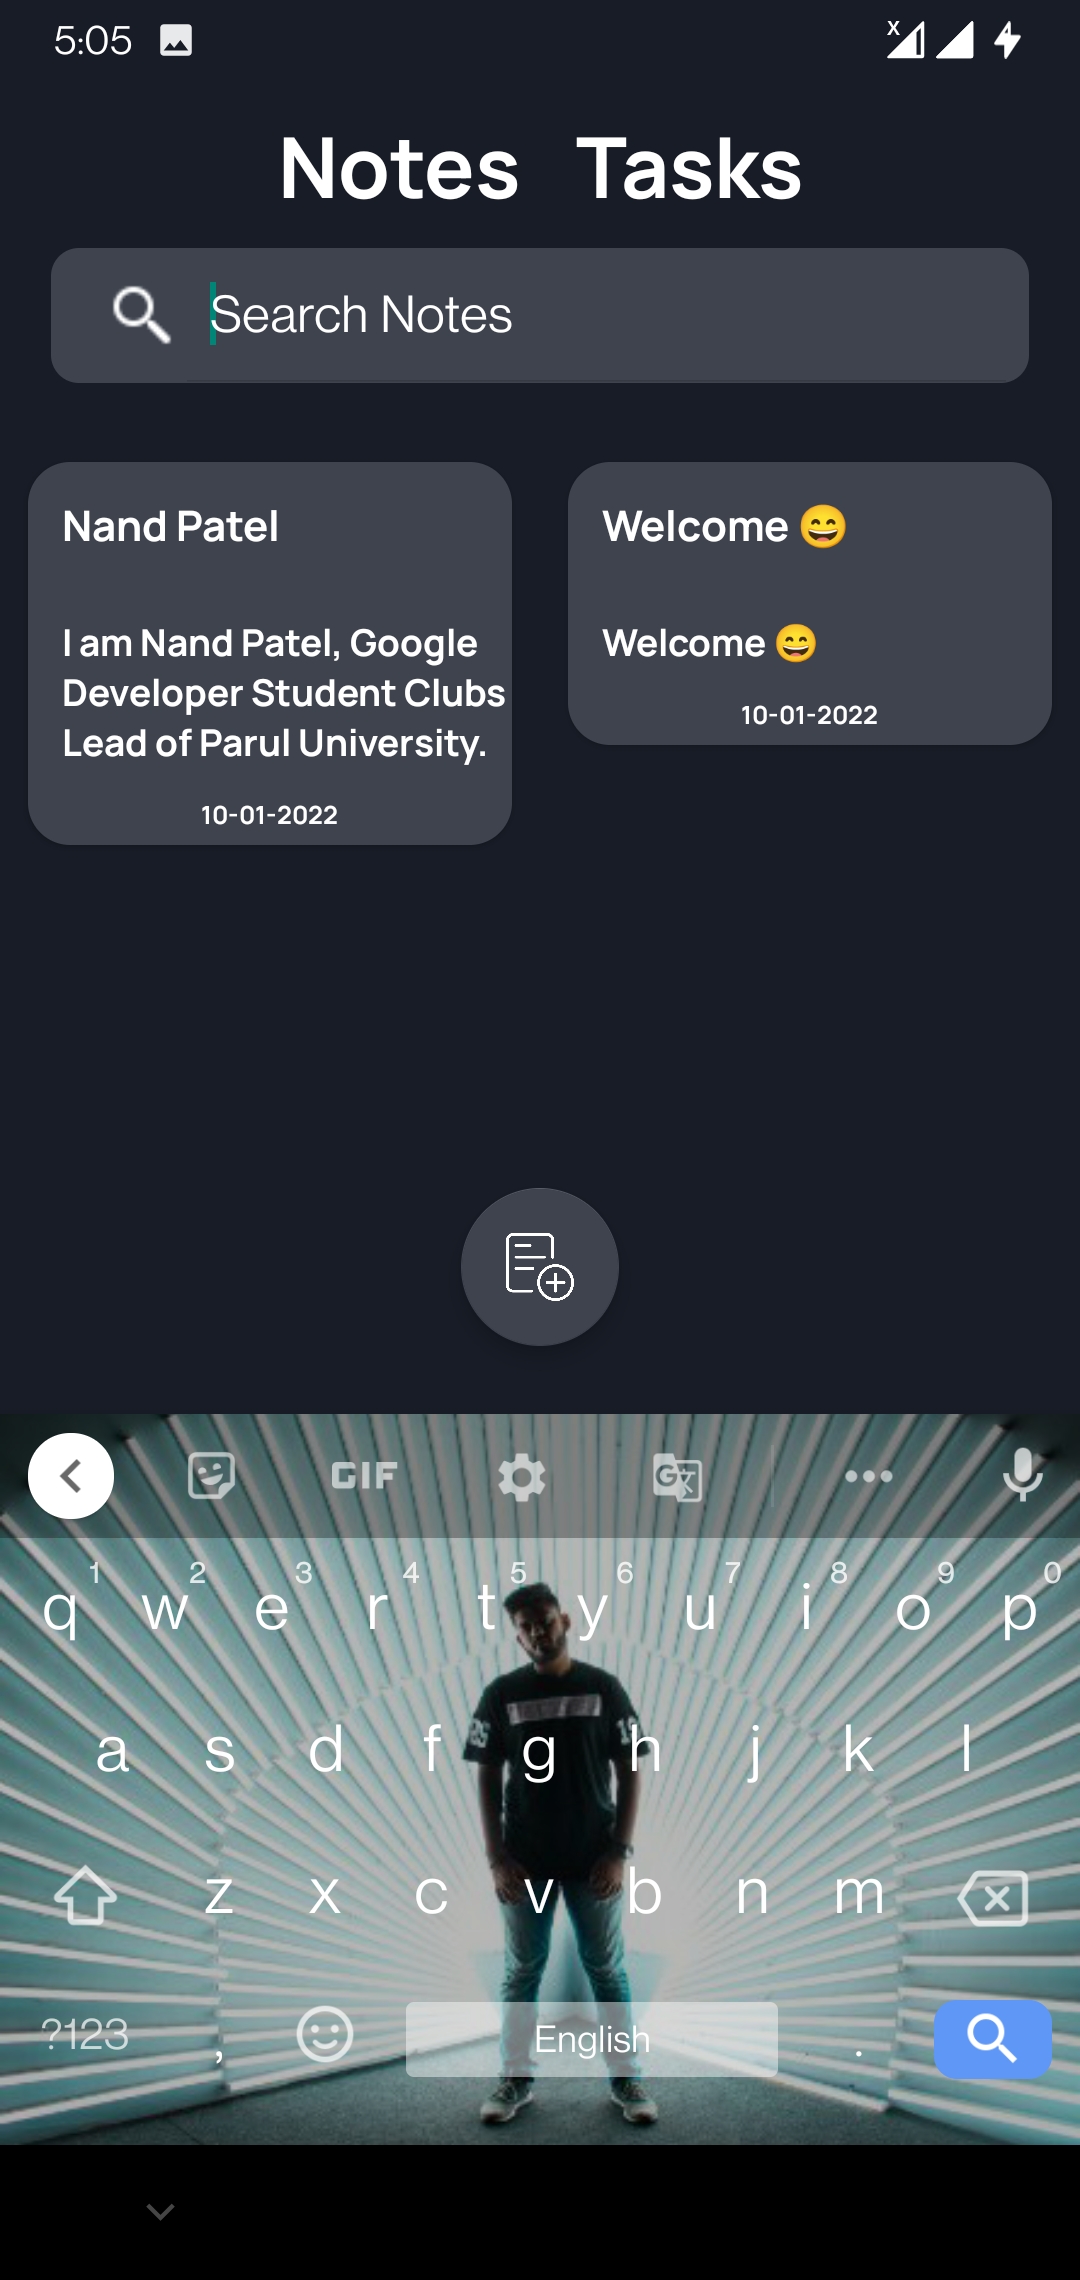 5:05
Notes Tasks
Search Notes
Nand Patel
I am Nand Patel, Google
Developer Student Clubs
Lead of Parul University.
10-01-2022
Welcome 😄
Welcome 😄
10-01-2022
GIF
1 2 3 4 5 6 7 8 9 0
q w e r t y u i o p
a s d f g h j k l
z x c v b n m
?123 , English .